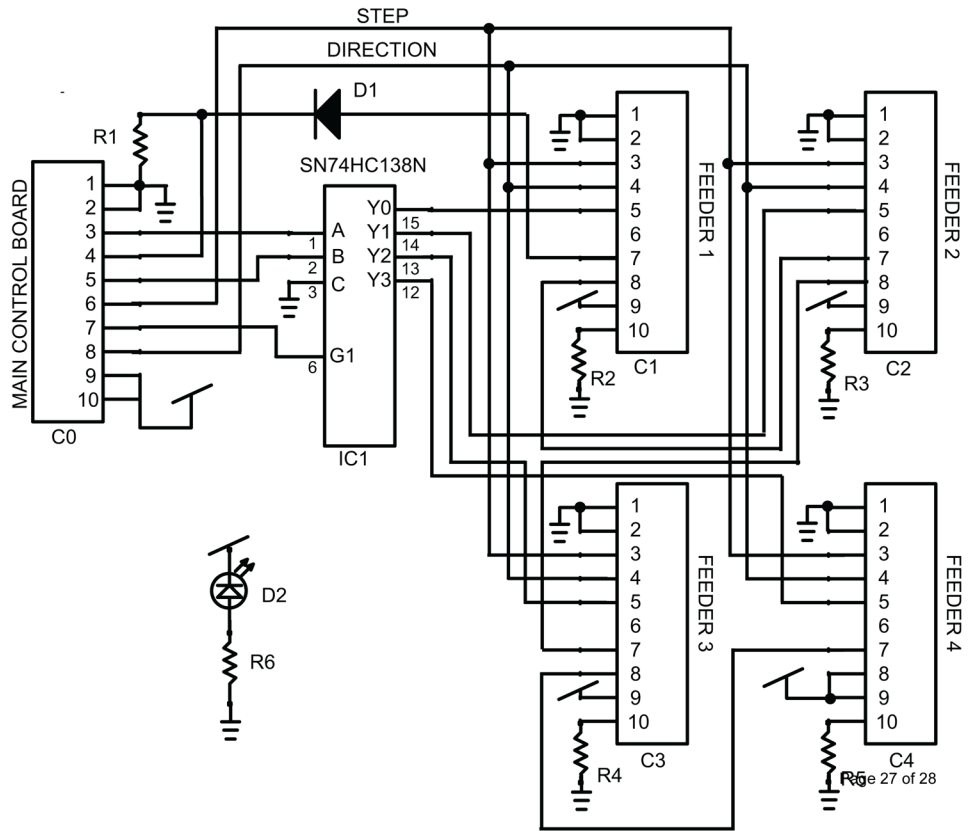 STEP
DIRECTION
D1
R1
SN74HC138N
MAIN CONTROL BOARD
1
2
3
4
5
6
7
8
9
10
C0
A
B
C
G1
1
2
3
6
Y0
Y1
Y2
Y3
15
14
13
12
IC1
1
2
3
4
5
6
7
8
9
10
FEEDER 1
R2
C1
1
2
3
4
5
6
7
8
9
10
FEEDER 2
R3
C2
1
2
3
4
5
6
7
8
9
10
FEEDER 3
R4
C3
1
2
3
4
5
6
7
8
9
10
FEEDER 4
C4
R5
Page 27 of 28
D2
R6